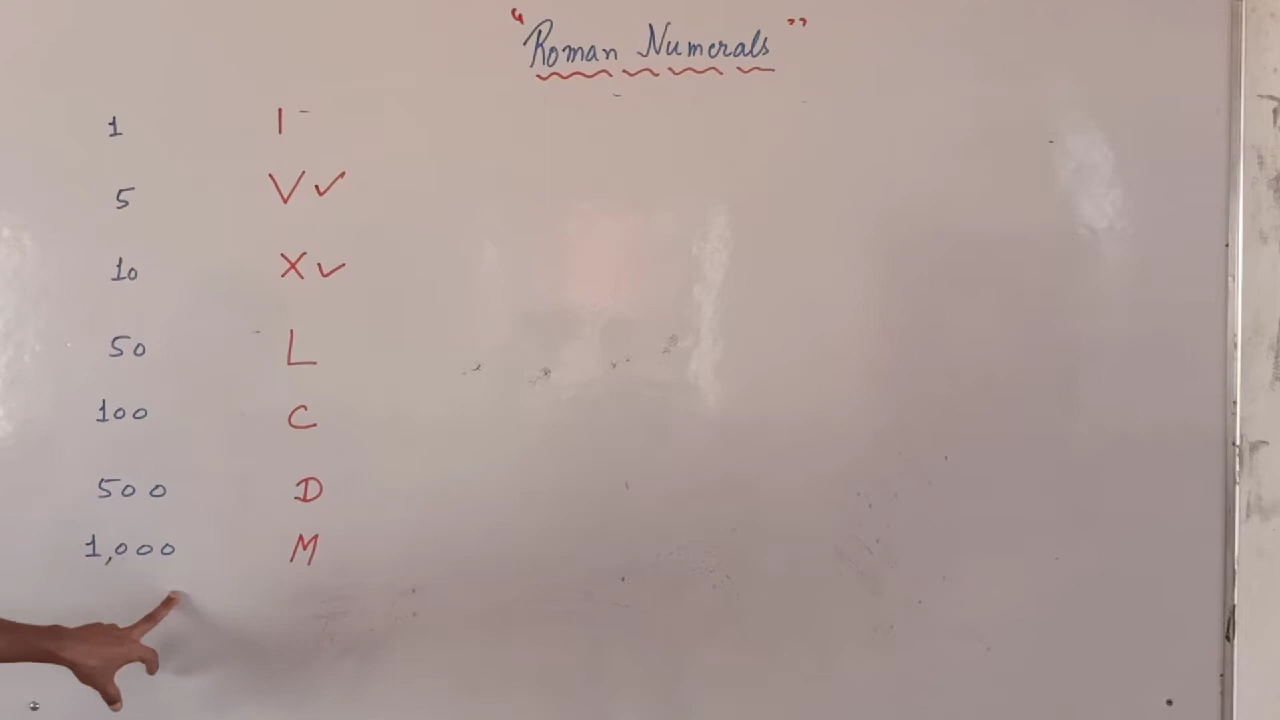 "Roman Numerals"
1 I
5 V ✓
10 X ✓
50 L
100 C
500 D
1,000 M